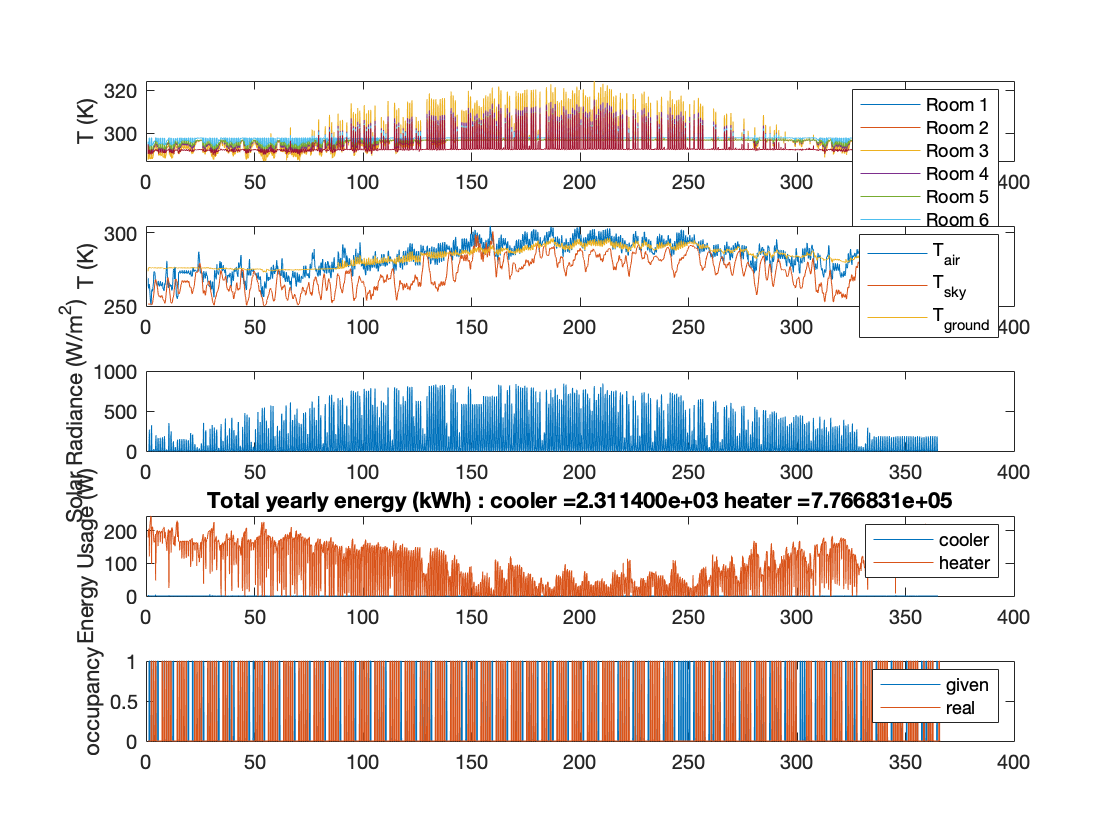 T (K)
320
300
0 50 100 150 200 250 300 400
Room 1
Room 2
Room 3
Room 4
Room 5
Room 6
T (K)
300
250
0 50 100 150 200 250 300 400
T_air
T_sky
T_ground
Solar Radiance (W/m^2)
1000
500
0
0 50 100 150 200 250 300 350 400
Total yearly energy (kWh) : cooler =2.311400e+03 heater =7.766831e+05
Energy Usage (W)
200
100
0
0 50 100 150 200 250 300 350 400
cooler
heater
occupancy
1
0.5
0
0 50 100 150 200 250 300 350 400
given
real